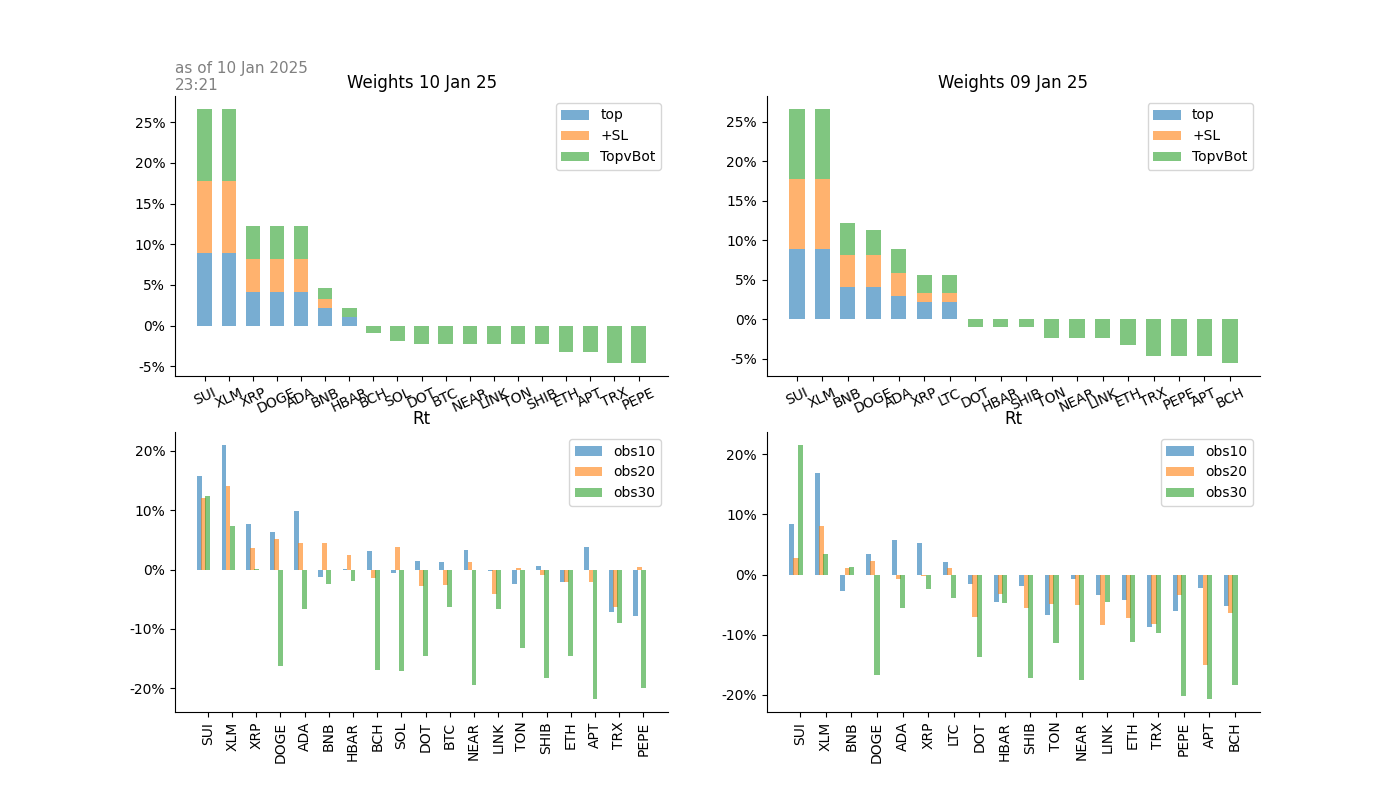 as of 10 Jan 2025
23:21
Weights 10 Jan 25
top
+SL
TopvBot
25%
20%
15%
10%
5%
0%
-5%
SUI XLM XRP DOGE ADA BNB HBAR BCH SOL DOT BTC NEAR LINK TON SHIB ETH APT TRX PEPE
Weights 09 Jan 25
top
+SL
TopvBot
25%
20%
15%
10%
5%
0%
-5%
SUI XLM BNB DOGE ADA XRP LTC DOT HBAR SHIB TON NEAR LINK ETH TRX PEPE APT BCH
Rt
obs10
obs20
obs30
20%
10%
0%
-10%
-20%
SUI XLM XRP DOGE ADA BNB HBAR BCH SOL DOT BTC NEAR LINK TON SHIB ETH APT TRX PEPE
Rt
obs10
obs20
obs30
20%
10%
0%
-10%
-20%
SUI XLM BNB DOGE ADA XRP LTC DOT HBAR SHIB TON NEAR LINK ETH TRX PEPE APT BCH